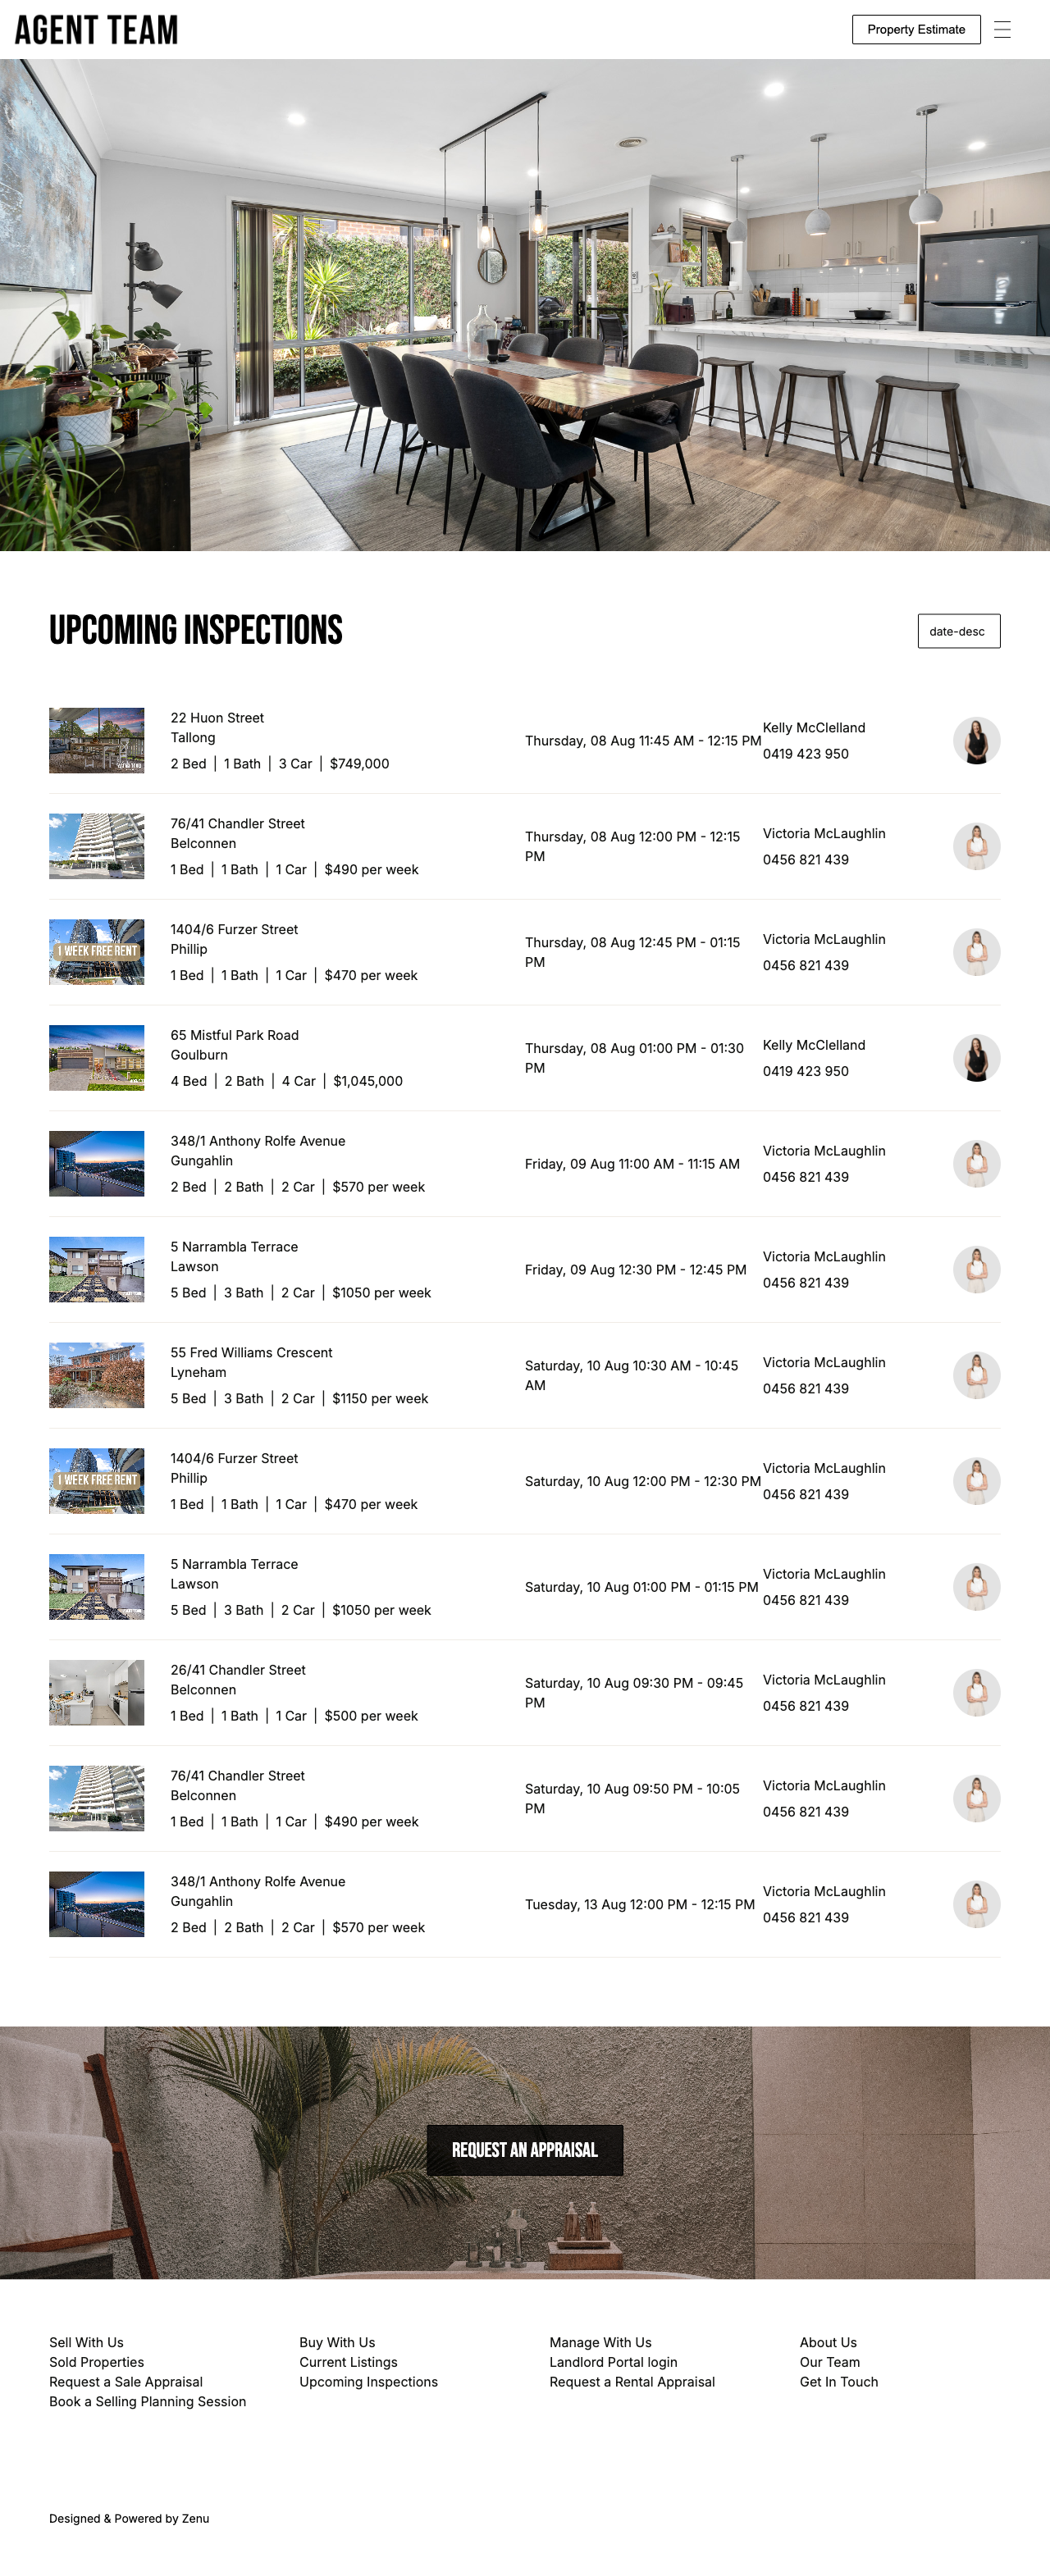 AGENT TEAM
Property Estimate
UPCOMING INSPECTIONS
date-desc
22 Huon Street
Tallong
2 Bed | 1 Bath | 3 Car | $749,000
Thursday, 08 Aug 11:45 AM - 12:15 PM
Kelly McClelland
0419 423 950
76/41 Chandler Street
Belconnen
1 Bed | 1 Bath | 1 Car | $490 per week
Thursday, 08 Aug 12:00 PM - 12:15
PM
Victoria McLaughlin
0456 821 439
1 WEEK FREE RENT
1404/6 Furzer Street
Phillip
1 Bed | 1 Bath | 1 Car | $470 per week
Thursday, 08 Aug 12:45 PM - 01:15
PM
Victoria McLaughlin
0456 821 439
65 Mistful Park Road
Goulburn
4 Bed | 2 Bath | 4 Car | $1,045,000
Thursday, 08 Aug 01:00 PM - 01:30
PM
Kelly McClelland
0419 423 950
348/1 Anthony Rolfe Avenue
Gungahlin
2 Bed | 2 Bath | 2 Car | $570 per week
Friday, 09 Aug 11:00 AM - 11:15 AM
Victoria McLaughlin
0456 821 439
5 Narrambla Terrace
Lawson
5 Bed | 3 Bath | 2 Car | $1050 per week
Friday, 09 Aug 12:30 PM - 12:45 PM
Victoria McLaughlin
0456 821 439
55 Fred Williams Crescent
Lyneham
5 Bed | 3 Bath | 2 Car | $1150 per week
Saturday, 10 Aug 10:30 AM - 10:45
AM
Victoria McLaughlin
0456 821 439
1 WEEK FREE RENT
1404/6 Furzer Street
Phillip
1 Bed | 1 Bath | 1 Car | $470 per week
Saturday, 10 Aug 12:00 PM - 12:30 PM
Victoria McLaughlin
0456 821 439
5 Narrambla Terrace
Lawson
5 Bed | 3 Bath | 2 Car | $1050 per week
Saturday, 10 Aug 01:00 PM - 01:15 PM
Victoria McLaughlin
0456 821 439
26/41 Chandler Street
Belconnen
1 Bed | 1 Bath | 1 Car | $500 per week
Saturday, 10 Aug 09:30 PM - 09:45
PM
Victoria McLaughlin
0456 821 439
76/41 Chandler Street
Belconnen
1 Bed | 1 Bath | 1 Car | $490 per week
Saturday, 10 Aug 09:50 PM - 10:05
PM
Victoria McLaughlin
0456 821 439
348/1 Anthony Rolfe Avenue
Gungahlin
2 Bed | 2 Bath | 2 Car | $570 per week
Tuesday, 13 Aug 12:00 PM - 12:15 PM
Victoria McLaughlin
0456 821 439
REQUEST AN APPRAISAL
Sell With Us
Sold Properties
Request a Sale Appraisal
Book a Selling Planning Session
Buy With Us
Current Listings
Upcoming Inspections
Manage With Us
Landlord Portal login
Request a Rental Appraisal
About Us
Our Team
Get In Touch
Designed & Powered by Zenu